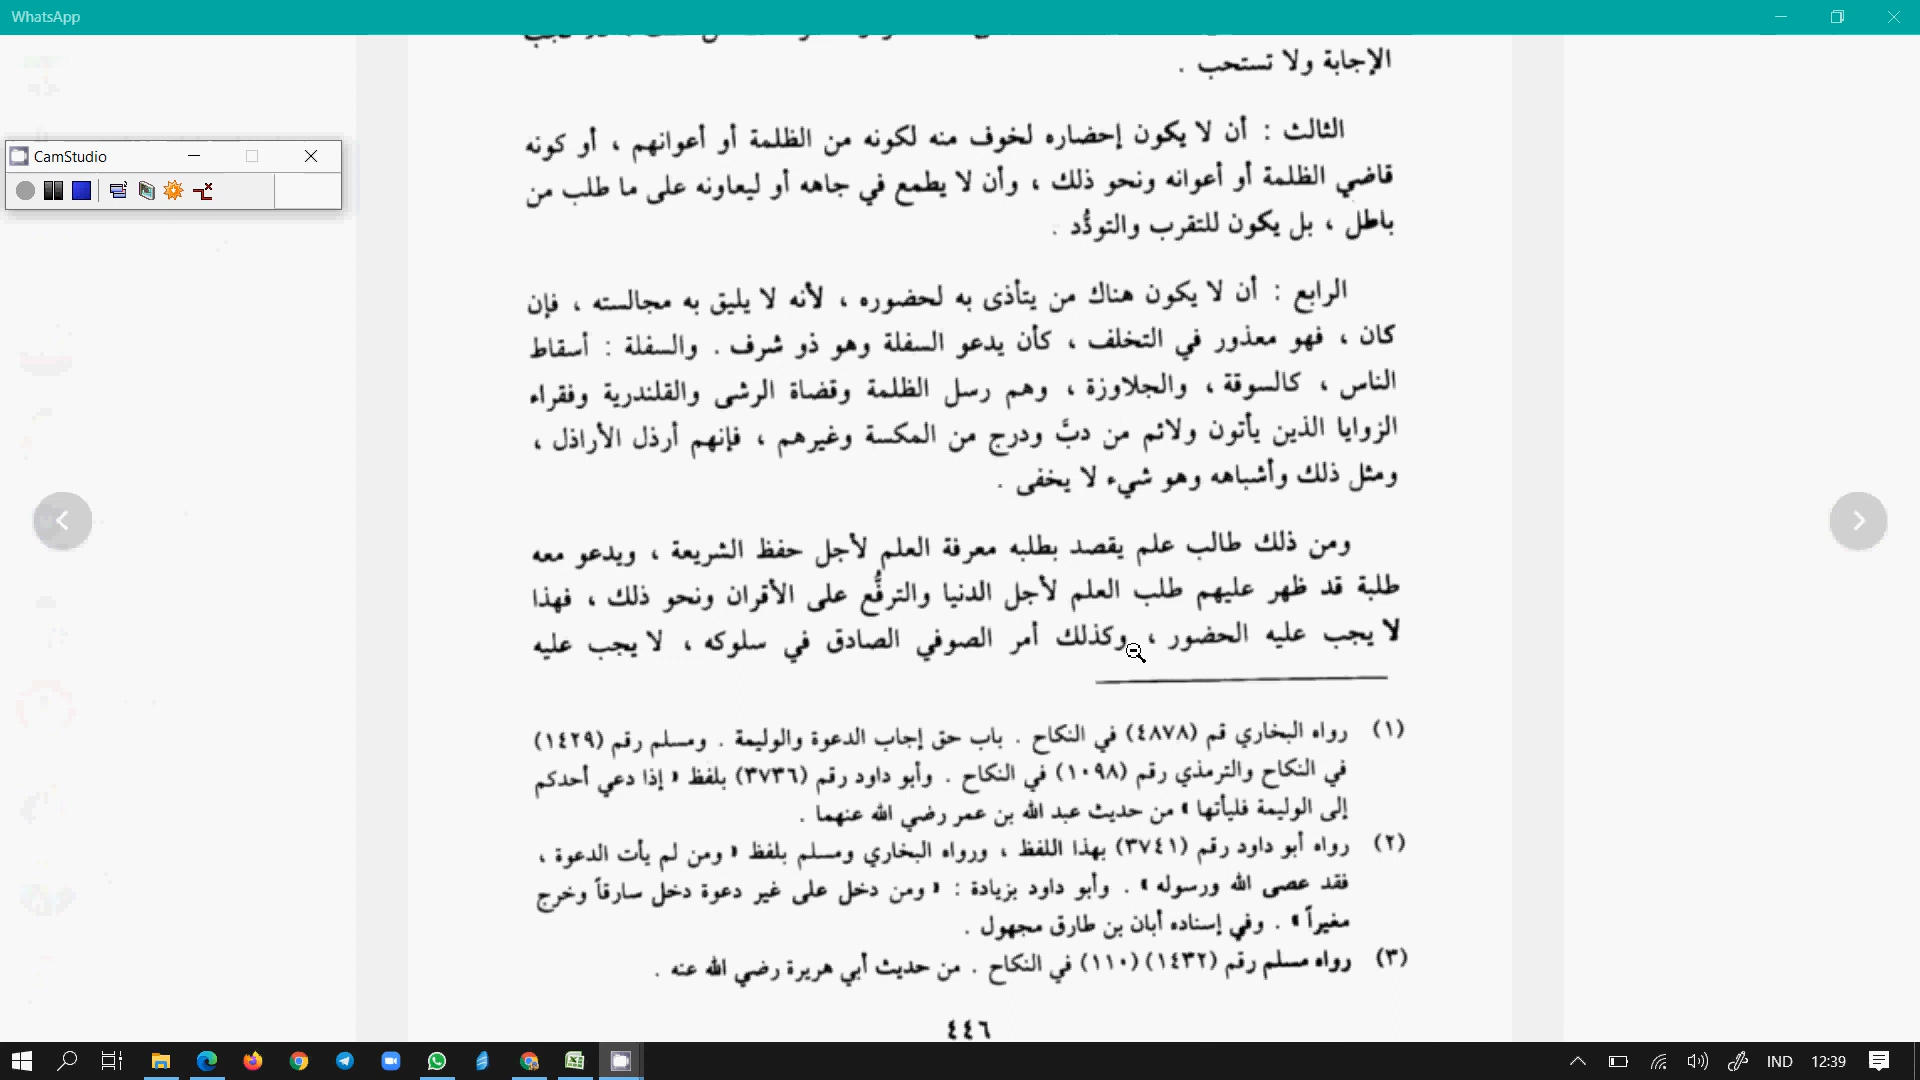 WhatsApp
الإجابة ولا تستحب .
CamStudio
الثالث : أن لا يكون إحضاره لخوف منه لكونه من الظلمة أو أعوانهم ، أو كونه
قاضي الظلمة أو أعوانه ونحو ذلك ، وأن لا يطمع في جاهه أو ليعاونه على ما طلب من
باطل ، بل يكون للتقرب والتودُّد .
الرابع : أن لا يكون هناك من يتأذى به لحضوره ، لأنه لا يليق به مجالسته ، فإن
كان ، فهو معذور في التخلف ، كأن يدعو السفلة وهو ذو شرف . والسفلة : أسقاط
الناس ، كالسوقة ، والجلاوزة ، وهم رسل الظلمة وقضاة الرشى والقلندرية وفقراء
الزوايا الذين يأتون ولائم من دبَّ ودرج من المكسة وغيرهم ، فإنهم أرذل الأراذل ،
ومثل ذلك وأشباهه وهو شيء لا يخفى .
ومن ذلك طالب علم يقصد بطلبه معرفة العلم لأجل حفظ الشريعة ، ويدعو معه
طلبة قد ظهر عليهم طلب العلم لأجل الدنيا والترفُّع على الأقران ونحو ذلك ، فهذا
لا يجب عليه الحضور ، وكذلك أمر الصوفي الصادق في سلوكه ، لا يجب عليه
(١) رواه البخاري قم (٤٨٧٨) في النكاح . باب حق إجاب الدعوة والوليمة . ومسلم رقم (١٤٢٩)
في النكاح والترمذي رقم (١٠٩٨) في النكاح . وأبو داود رقم (٣٧٣٦) بلفظ « إذا دعي أحدكم
إلى الوليمة فليأتها » من حديث عبد الله بن عمر رضي الله عنهما .
(٢) رواه أبو داود رقم (٣٧٤١) بهذا اللفظ ، ورواه البخاري ومسلم بلفظ « ومن لم يأت الدعوة ،
فقد عصى الله ورسوله » . وأبو داود بزيادة : « ومن دخل على غير دعوة دخل سارقاً وخرج
مغيراً » . وفي إسناده أبان بن طارق مجهول .
(٣) رواه مسلم رقم (١٤٣٢) (١١٠) في النكاح . من حديث أبي هريرة رضي الله عنه .
٤٤٦
IND 12:39